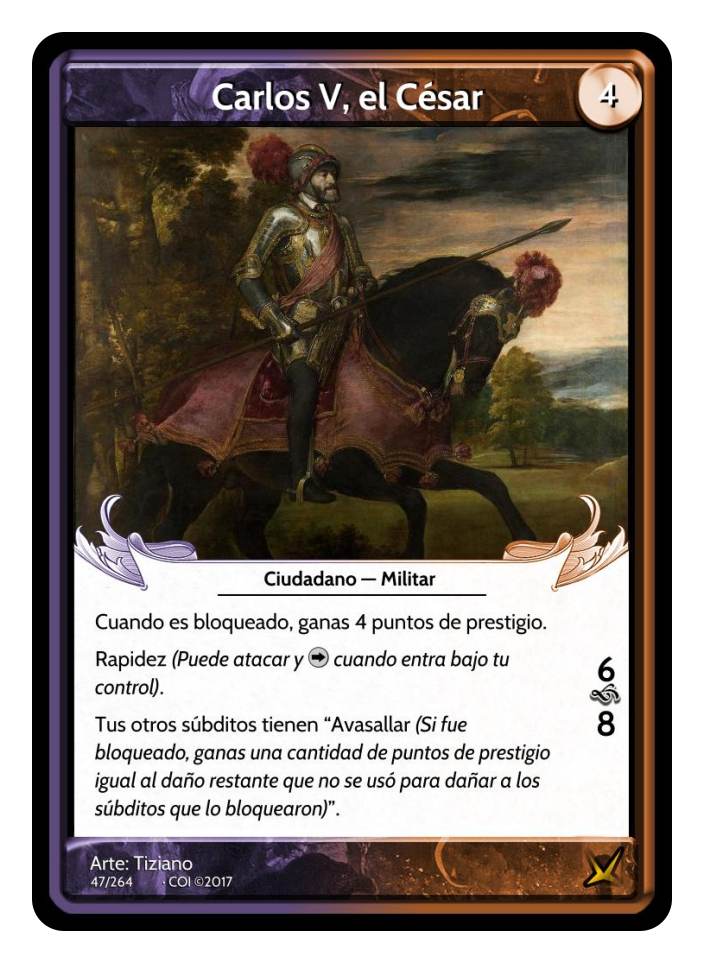 Carlos V, el César
4
Ciudadano — Militar
Cuando es bloqueado, ganas 4 puntos de prestigio.
Rapidez (Puede atacar y ➡ cuando entra bajo tu
control).
Tus otros súbditos tienen “Avasallar (Si fue
bloqueado, ganas una cantidad de puntos de prestigio
igual al daño restante que no se usó para dañar a los
súbditos que lo bloquearon)”.
6
8
Arte: Tiziano
47/264 · COI ©2017